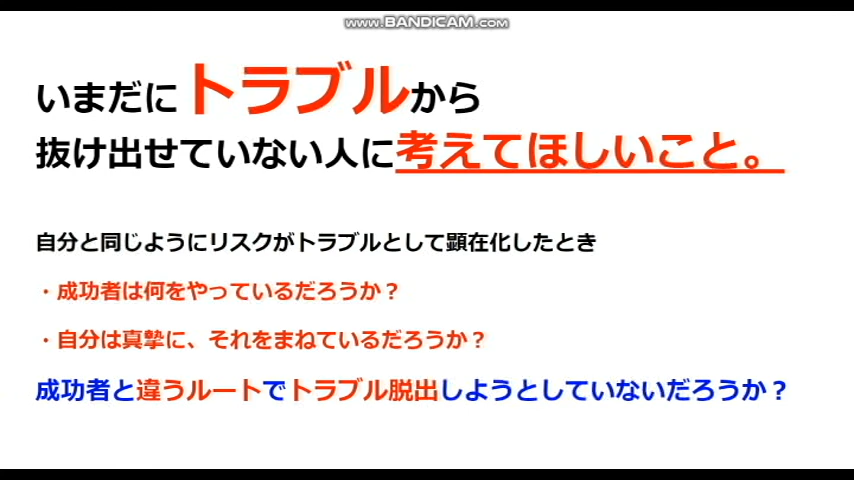 www.BANDICAM.com
いまだにトラブルから
抜け出せていない人に考えてほしいこと。
自分と同じようにリスクがトラブルとして顕在化したとき
・成功者は何をやっているだろうか？
・自分は真摯に、それをまねているだろうか？
成功者と違うルートでトラブル脱出しようとしていないだろうか？